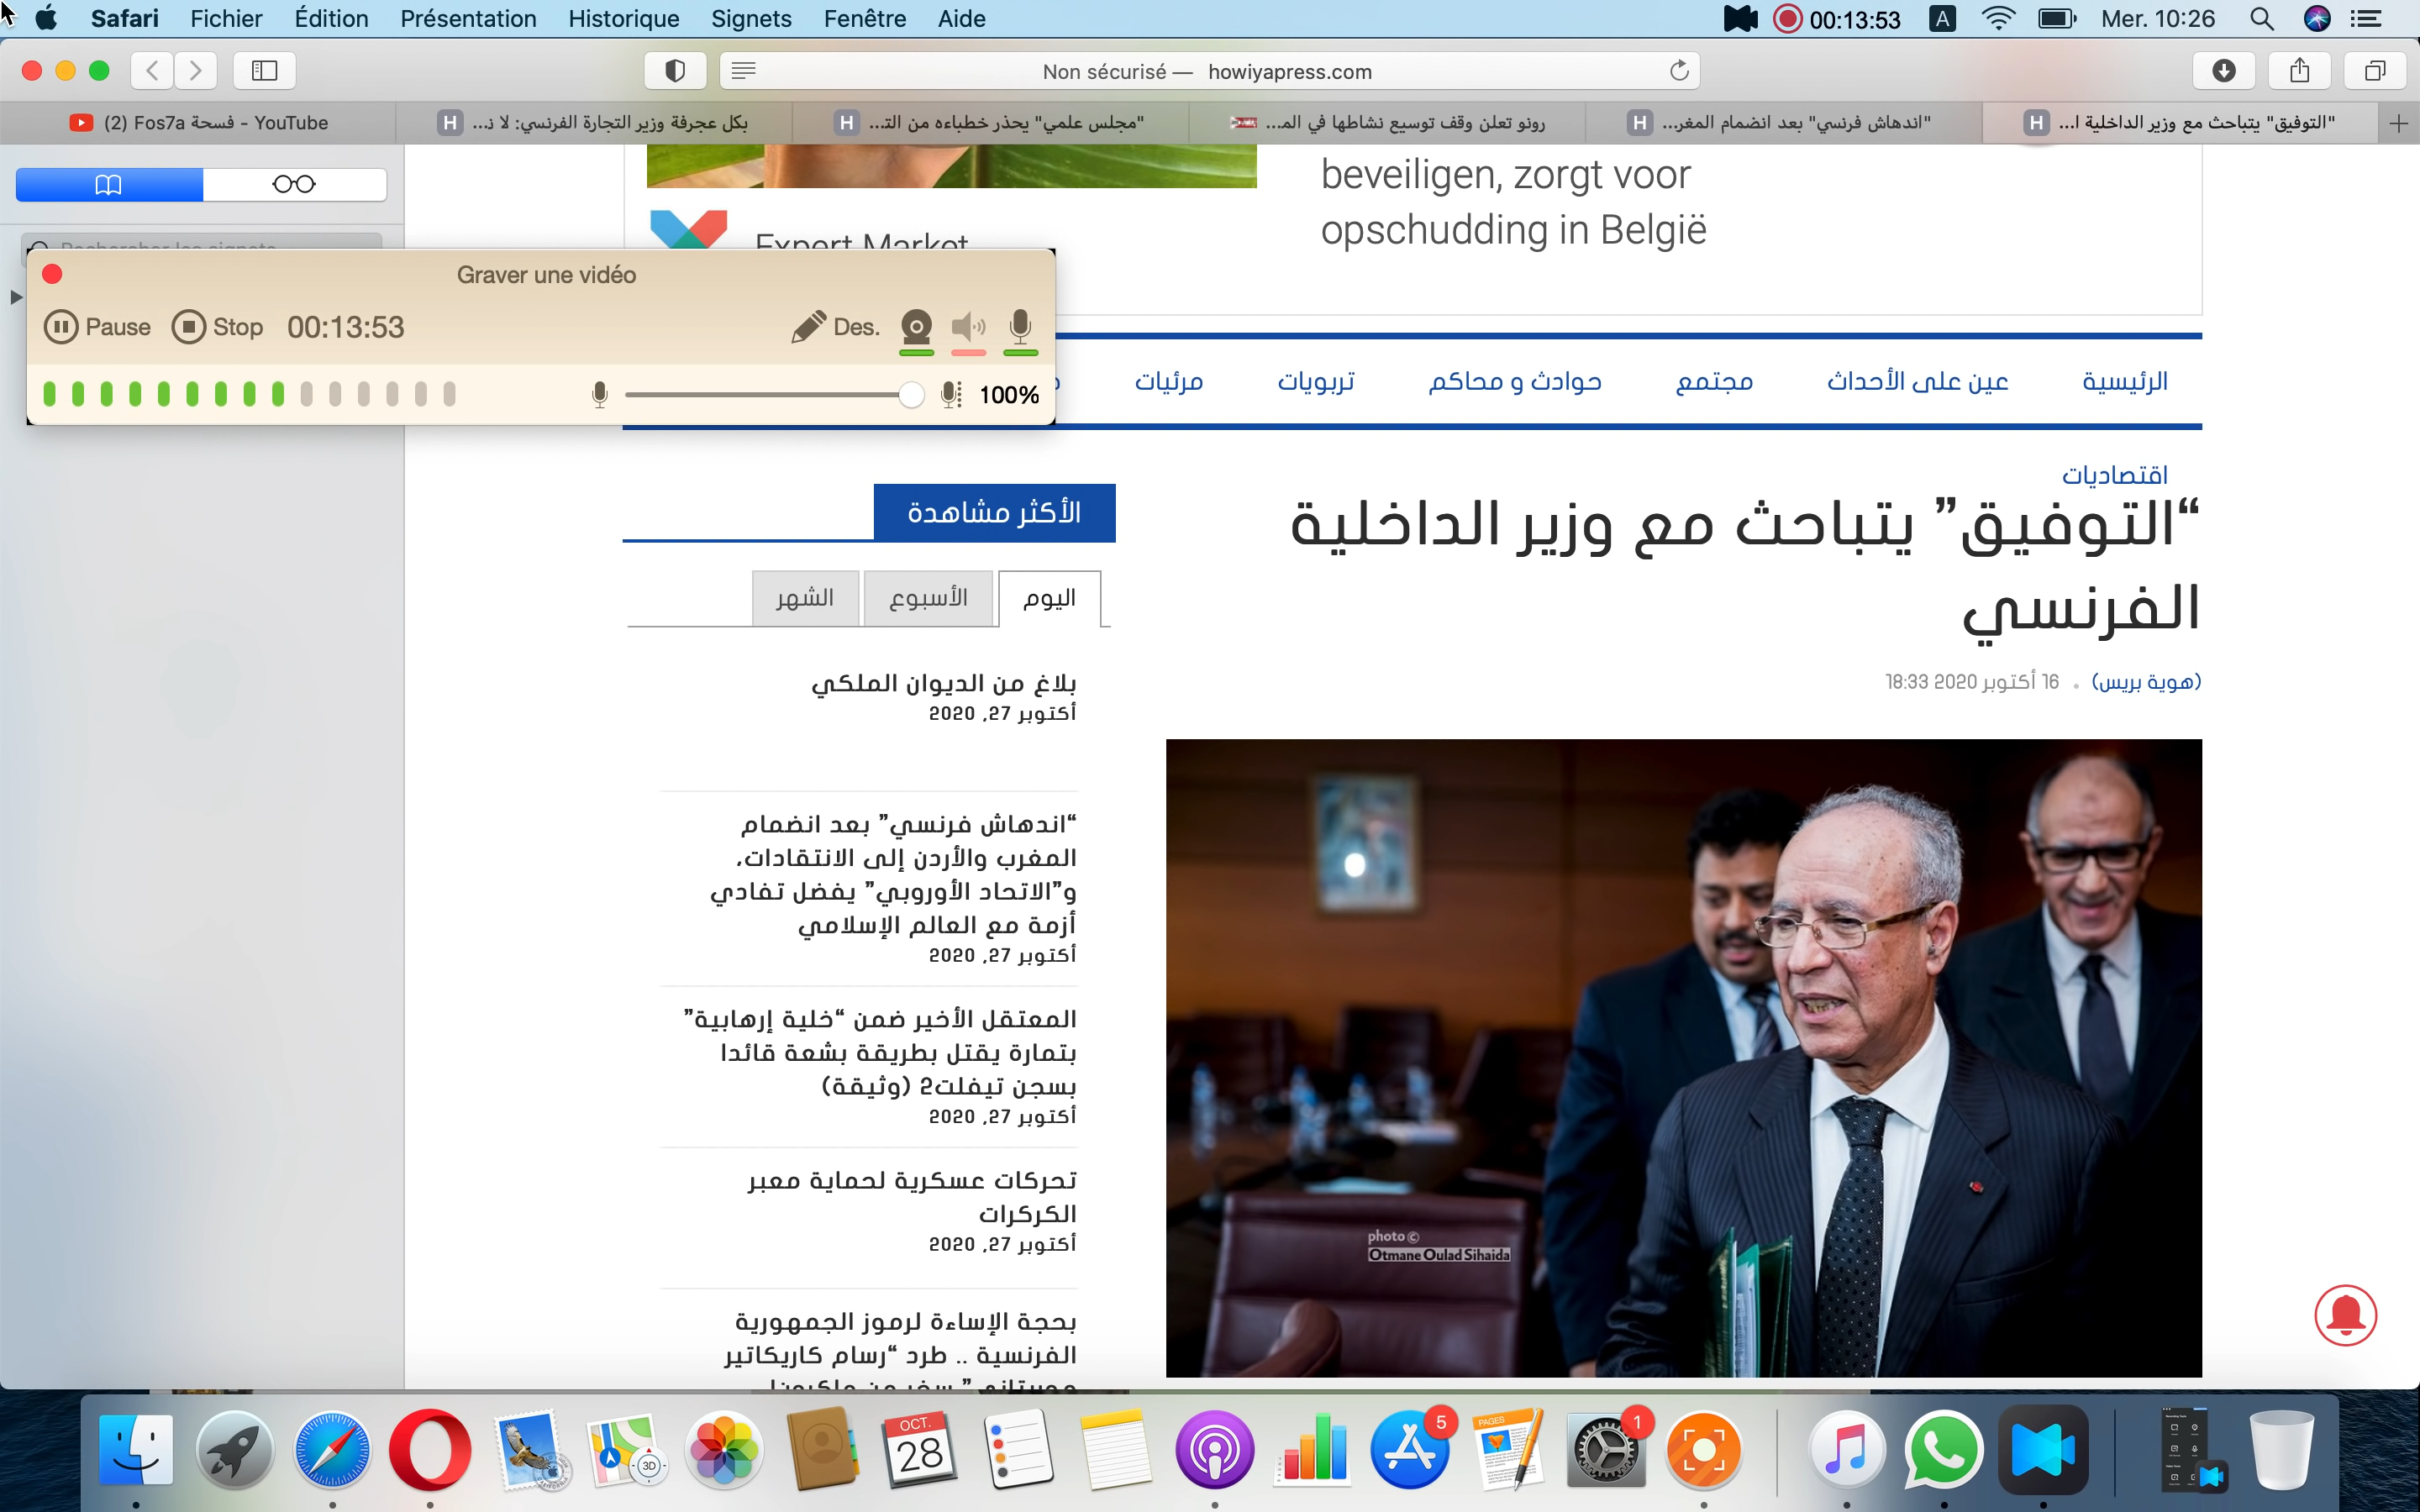 Safari Fichier Édition Présentation Historique Signets Fenêtre Aide 00:13:53 A Mer. 10:26
Non sécurisé — howiyapress.com
(2) Fos7a فسحة - YouTube
بكل عجرفة وزير التجارة الفرنسي: لا نـ...
"مجلس علمي" يحذر خطباءه من التـ...
رونو تعلن وقف توسيع نشاطها في المـ...
"اندهاش فرنسي" بعد انضمام المغر...
"التوفيق" يتباحث مع وزير الداخلية ا...
beveiligen, zorgt voor
opschudding in België
Expert Market
Graver une vidéo
Pause Stop 00:13:53 Des.
100%
الرئيسية عين على الأحداث مجتمع حوادث و محاكم تربويات مرئيات
اقتصاديات
“التوفيق” يتباحث مع وزير الداخلية
الفرنسي
(هوية بريس) . 16 أكتوبر 2020 18:33
photo ©
Otmane Oulad Sihaida
الأكثر مشاهدة
اليوم الأسبوع الشهر
بلاغ من الديوان الملكي
أكتوبر 27, 2020
“اندهاش فرنسي” بعد انضمام
المغرب والأردن إلى الانتقادات،
و”الاتحاد الأوروبي” يفضل تفادي
أزمة مع العالم الإسلامي
أكتوبر 27, 2020
المعتقل الأخير ضمن “خلية إرهابية”
بتمارة يقتل بطريقة بشعة قائدا
بسجن تيفلت2 (وثيقة)
أكتوبر 27, 2020
تحركات عسكرية لحماية معبر
الكركرات
أكتوبر 27, 2020
بحجة الإساءة لرموز الجمهورية
الفرنسية .. طرد “رسام كاريكاتير
OCT.
28
3D
5
PAGES
1